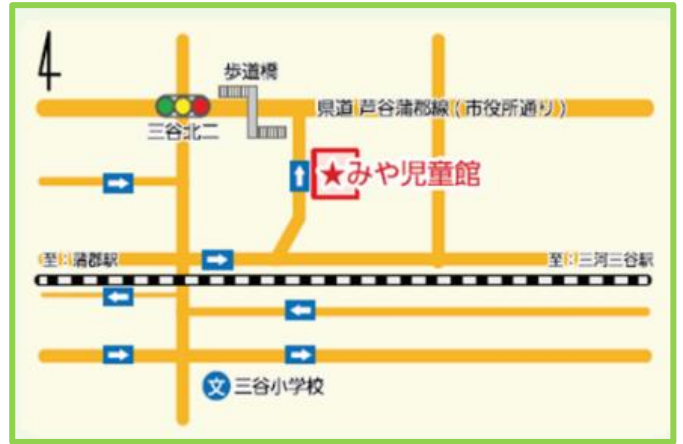 歩道橋
県道 芦谷蒲郡線(市役所通り)
三谷北二
★みや児童館
至:蒲郡駅
至:三河三谷駅
文 三谷小学校